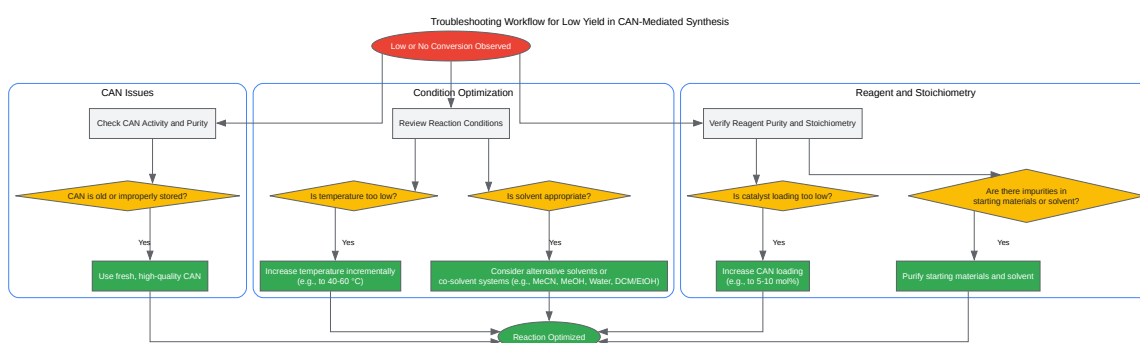 Troubleshooting Workflow for Low Yield in CAN-Mediated Synthesis
Low or No Conversion Observed
CAN Issues
Condition Optimization
Reagent and Stoichiometry
Check CAN Activity and Purity
Review Reaction Conditions
Verify Reagent Purity and Stoichiometry
CAN is old or improperly stored?
Is temperature too low?
Is solvent appropriate?
Is catalyst loading too low?
Are there impurities in
starting materials or solvent?
Yes
Yes
Yes
Yes
Yes
Use fresh, high-quality CAN
Increase temperature incrementally
(e.g., to 40-60 °C)
Consider alternative solvents or
co-solvent systems (e.g., MeCN, MeOH, Water, DCM/EtOH)
Increase CAN loading
(e.g., to 5-10 mol%)
Purify starting materials and solvent
Reaction Optimized